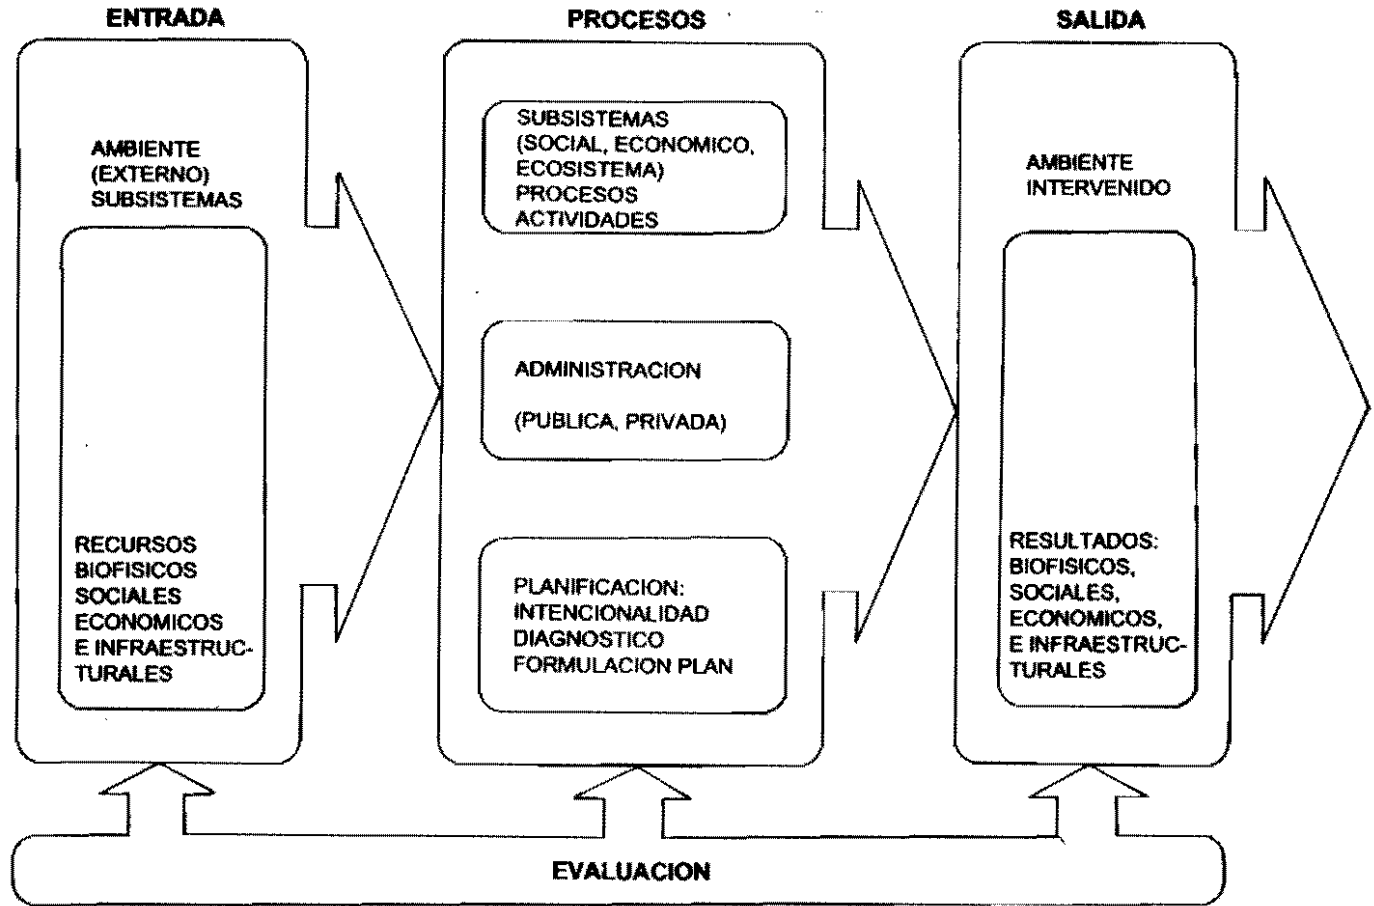 ENTRADA
PROCESOS
SALIDA
AMBIENTE
(EXTERNO)
SUBSISTEMAS
RECURSOS
BIOFISICOS
SOCIALES
ECONOMICOS
E INFRAESTRUC-
TURALES
SUBSISTEMAS
(SOCIAL, ECONOMICO,
ECOSISTEMA)
PROCESOS
ACTIVIDADES
ADMINISTRACION
(PUBLICA, PRIVADA)
PLANIFICACION:
INTENCIONALIDAD
DIAGNOSTICO
FORMULACION PLAN
AMBIENTE
INTERVENIDO
RESULTADOS:
BIOFISICOS,
SOCIALES,
ECONOMICOS,
E INFRAESTRUC-
TURALES
EVALUACION